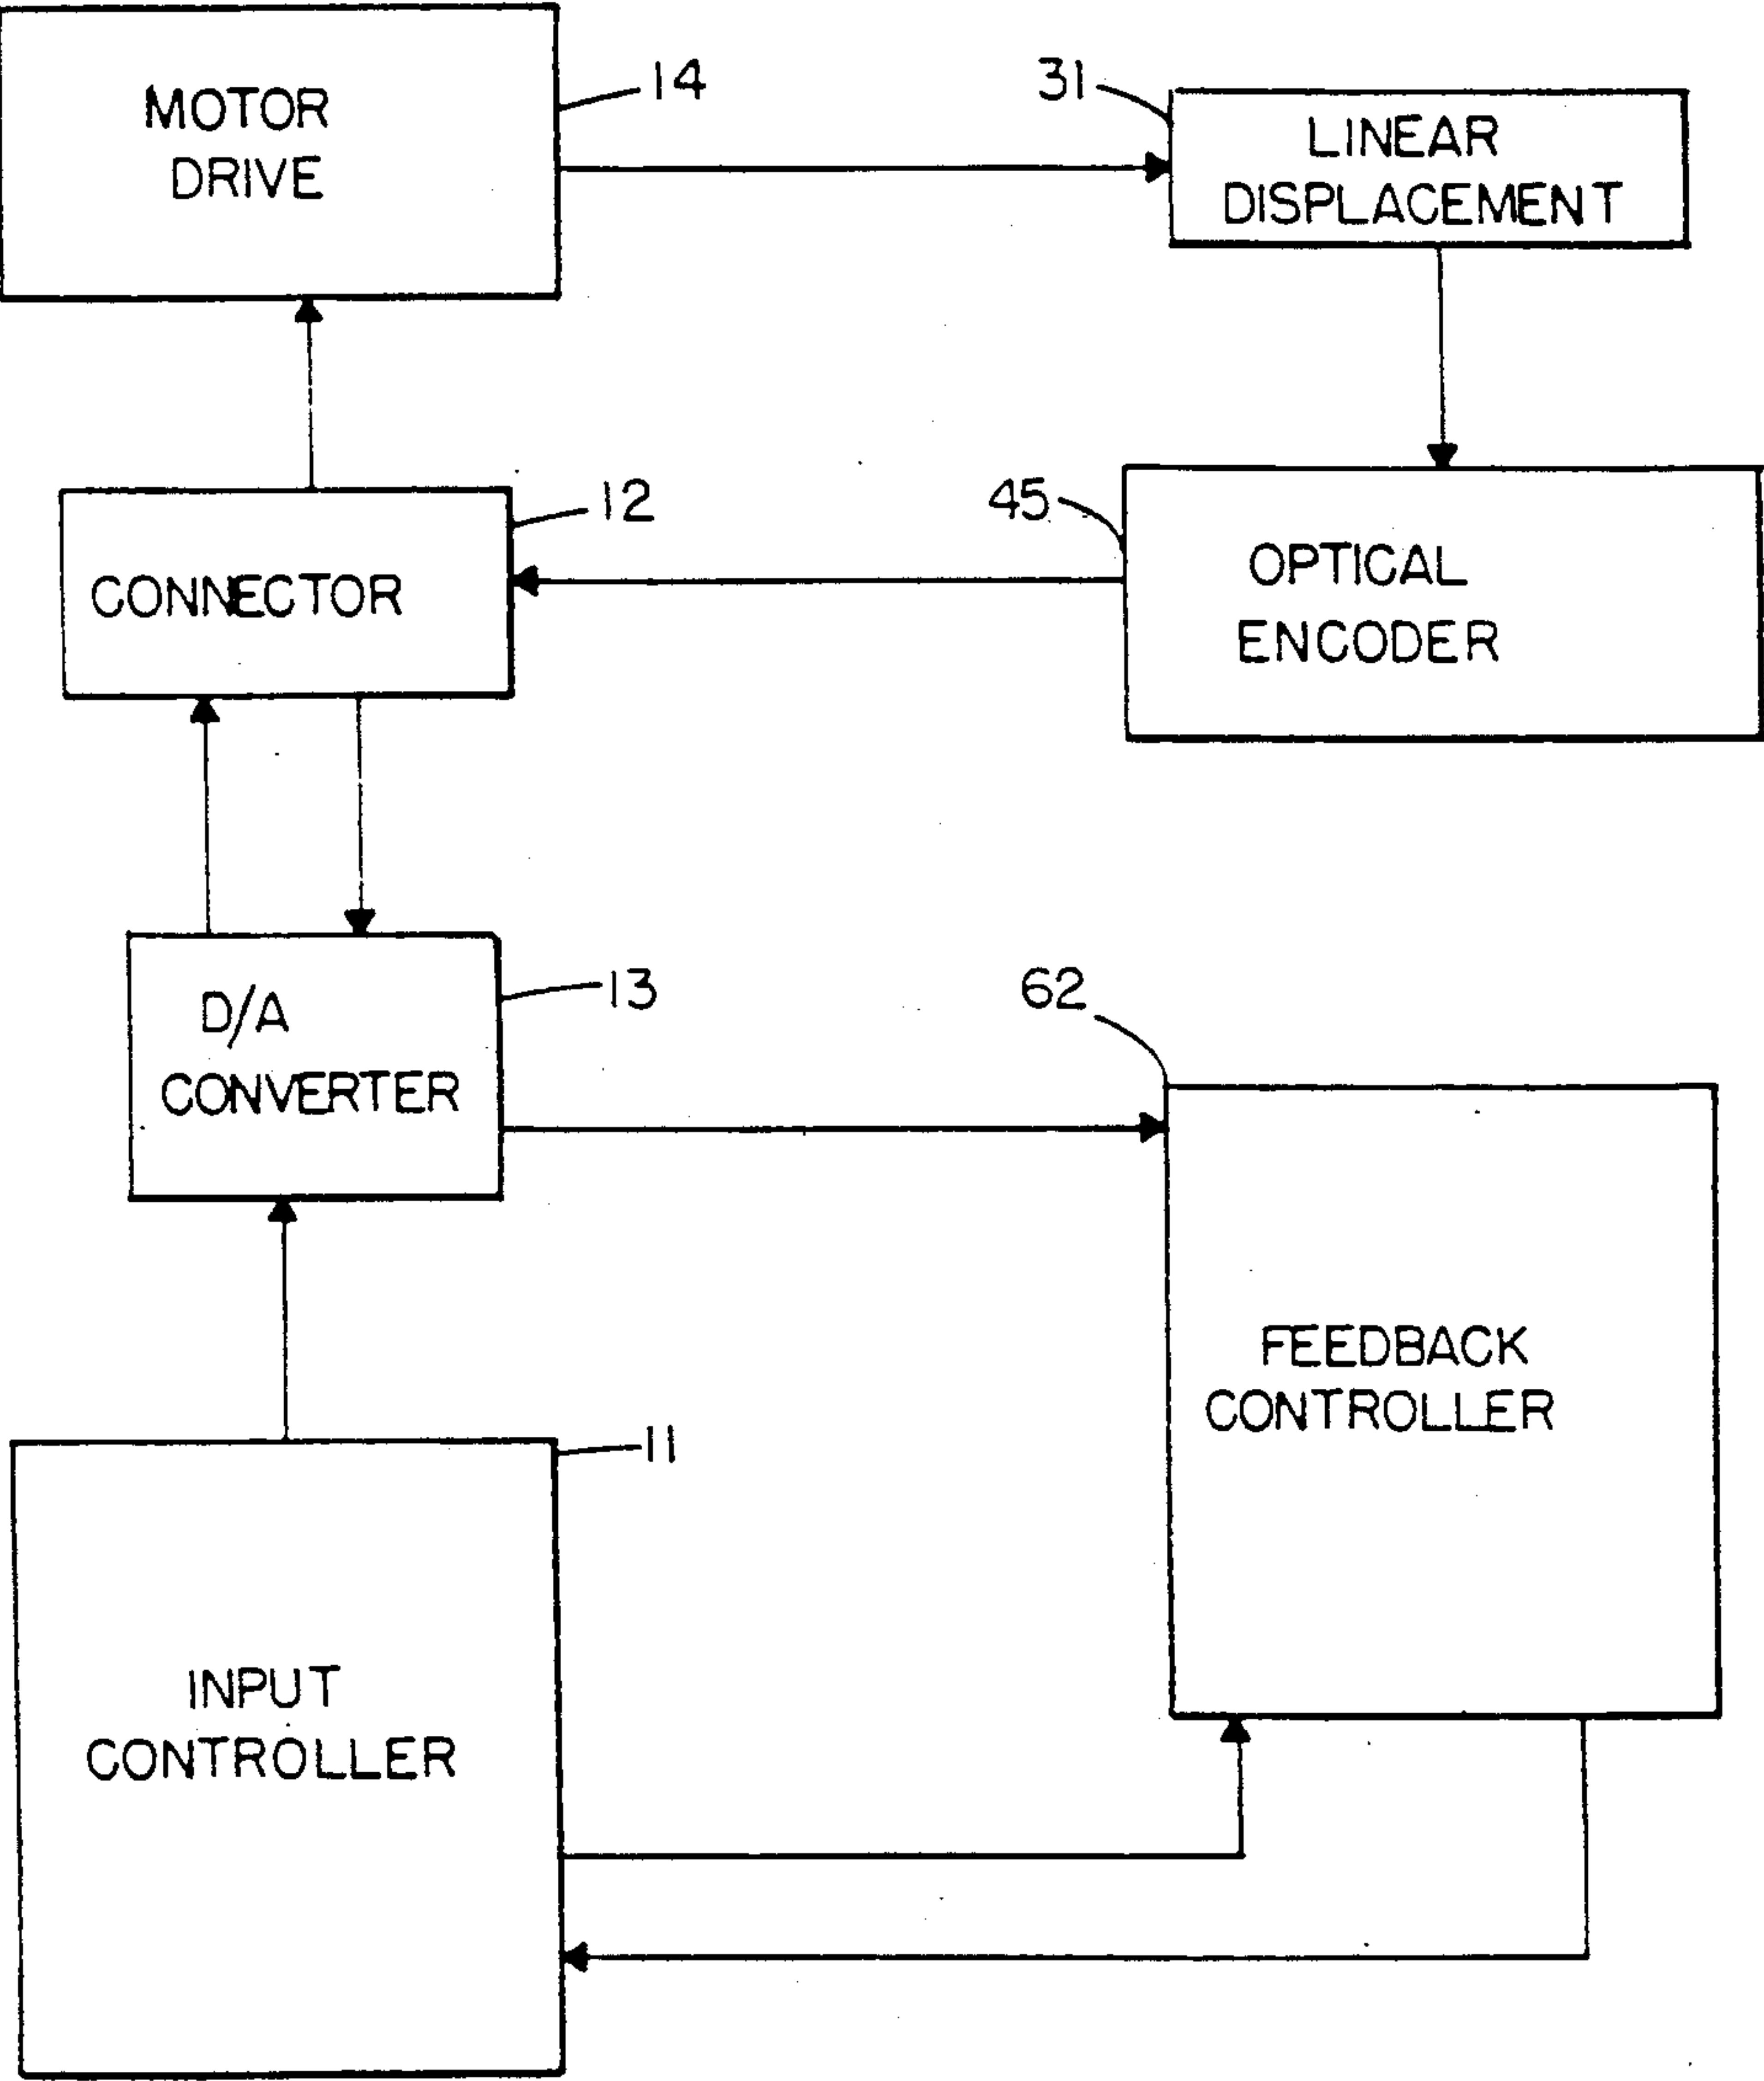 MOTOR
DRIVE
14
31
LINEAR
DISPLACEMENT
12
CONNECTOR
45
OPTICAL
ENCODER
D/A
CONVERTER
13
62
FEEDBACK
CONTROLLER
11
INPUT
CONTROLLER